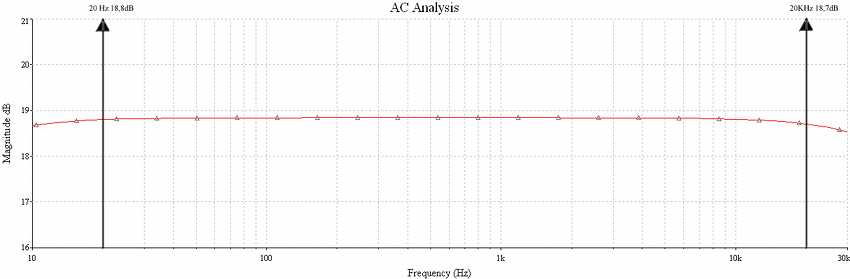 20 Hz 18,8dB
AC Analysis
20KHz 18,7dB
Magnitude dB
21
20
19
18
17
16
10
100
1k
10k
30k
Frequency (Hz)